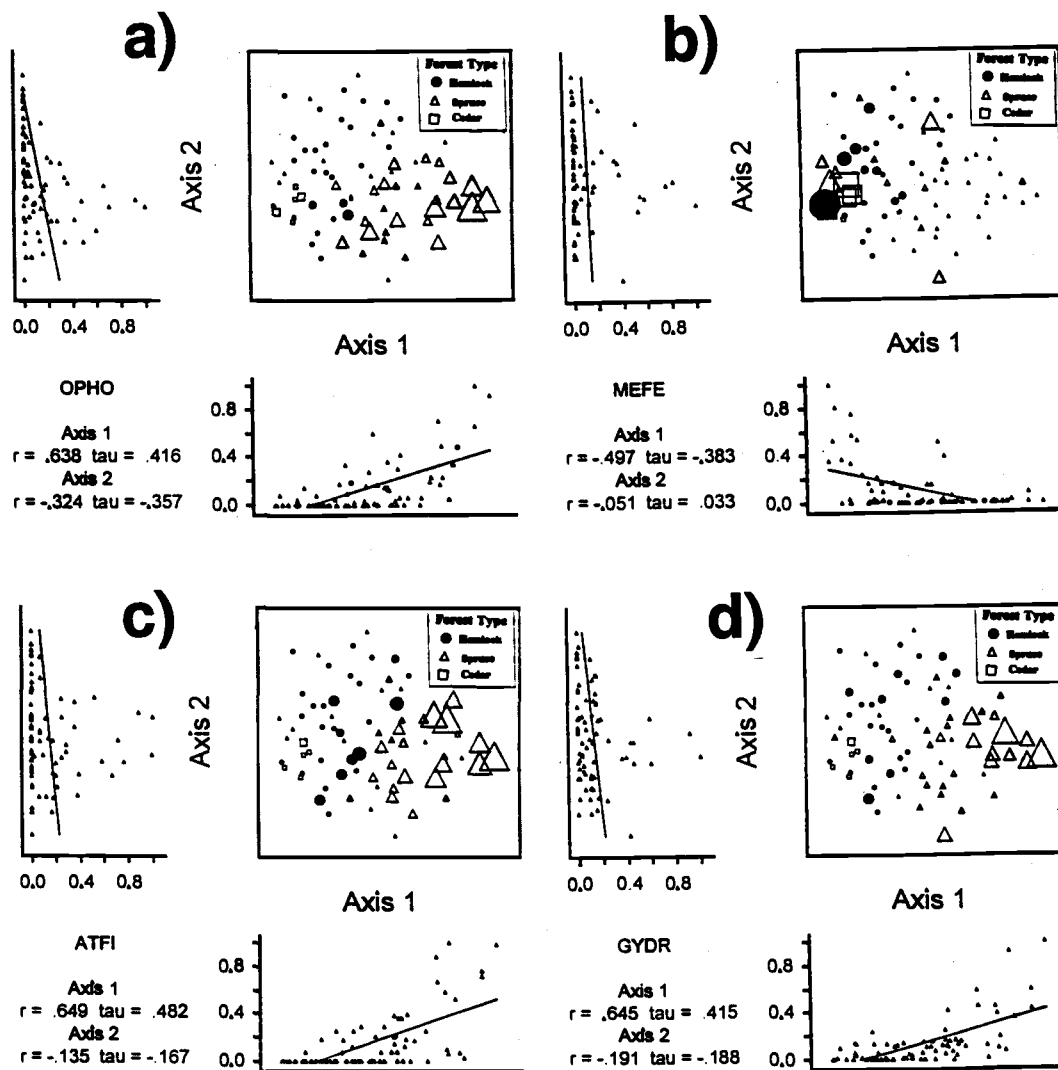 a)
Forest Type
Hemlock
Spruce
Cedar
Axis 2
0.0 0.4 0.8
Axis 1
OPHO
Axis 1
r = .638 tau = .416
Axis 2
r = -.324 tau = -.357
0.8
0.4
0.0
b)
Forest Type
Hemlock
Spruce
Cedar
Axis 2
0.0 0.4 0.8
Axis 1
MEFE
Axis 1
r = -.497 tau = -.383
Axis 2
r = -.051 tau = .033
0.8
0.4
0.0
c)
Forest Type
Hemlock
Spruce
Cedar
Axis 2
0.0 0.4 0.8
Axis 1
ATFI
Axis 1
r = .649 tau = .482
Axis 2
r = -.135 tau = -.167
0.8
0.4
0.0
d)
Forest Type
Hemlock
Spruce
Cedar
Axis 2
0.0 0.4 0.8
Axis 1
GYDR
Axis 1
r = .645 tau = .415
Axis 2
r = -.191 tau = -.188
0.8
0.4
0.0